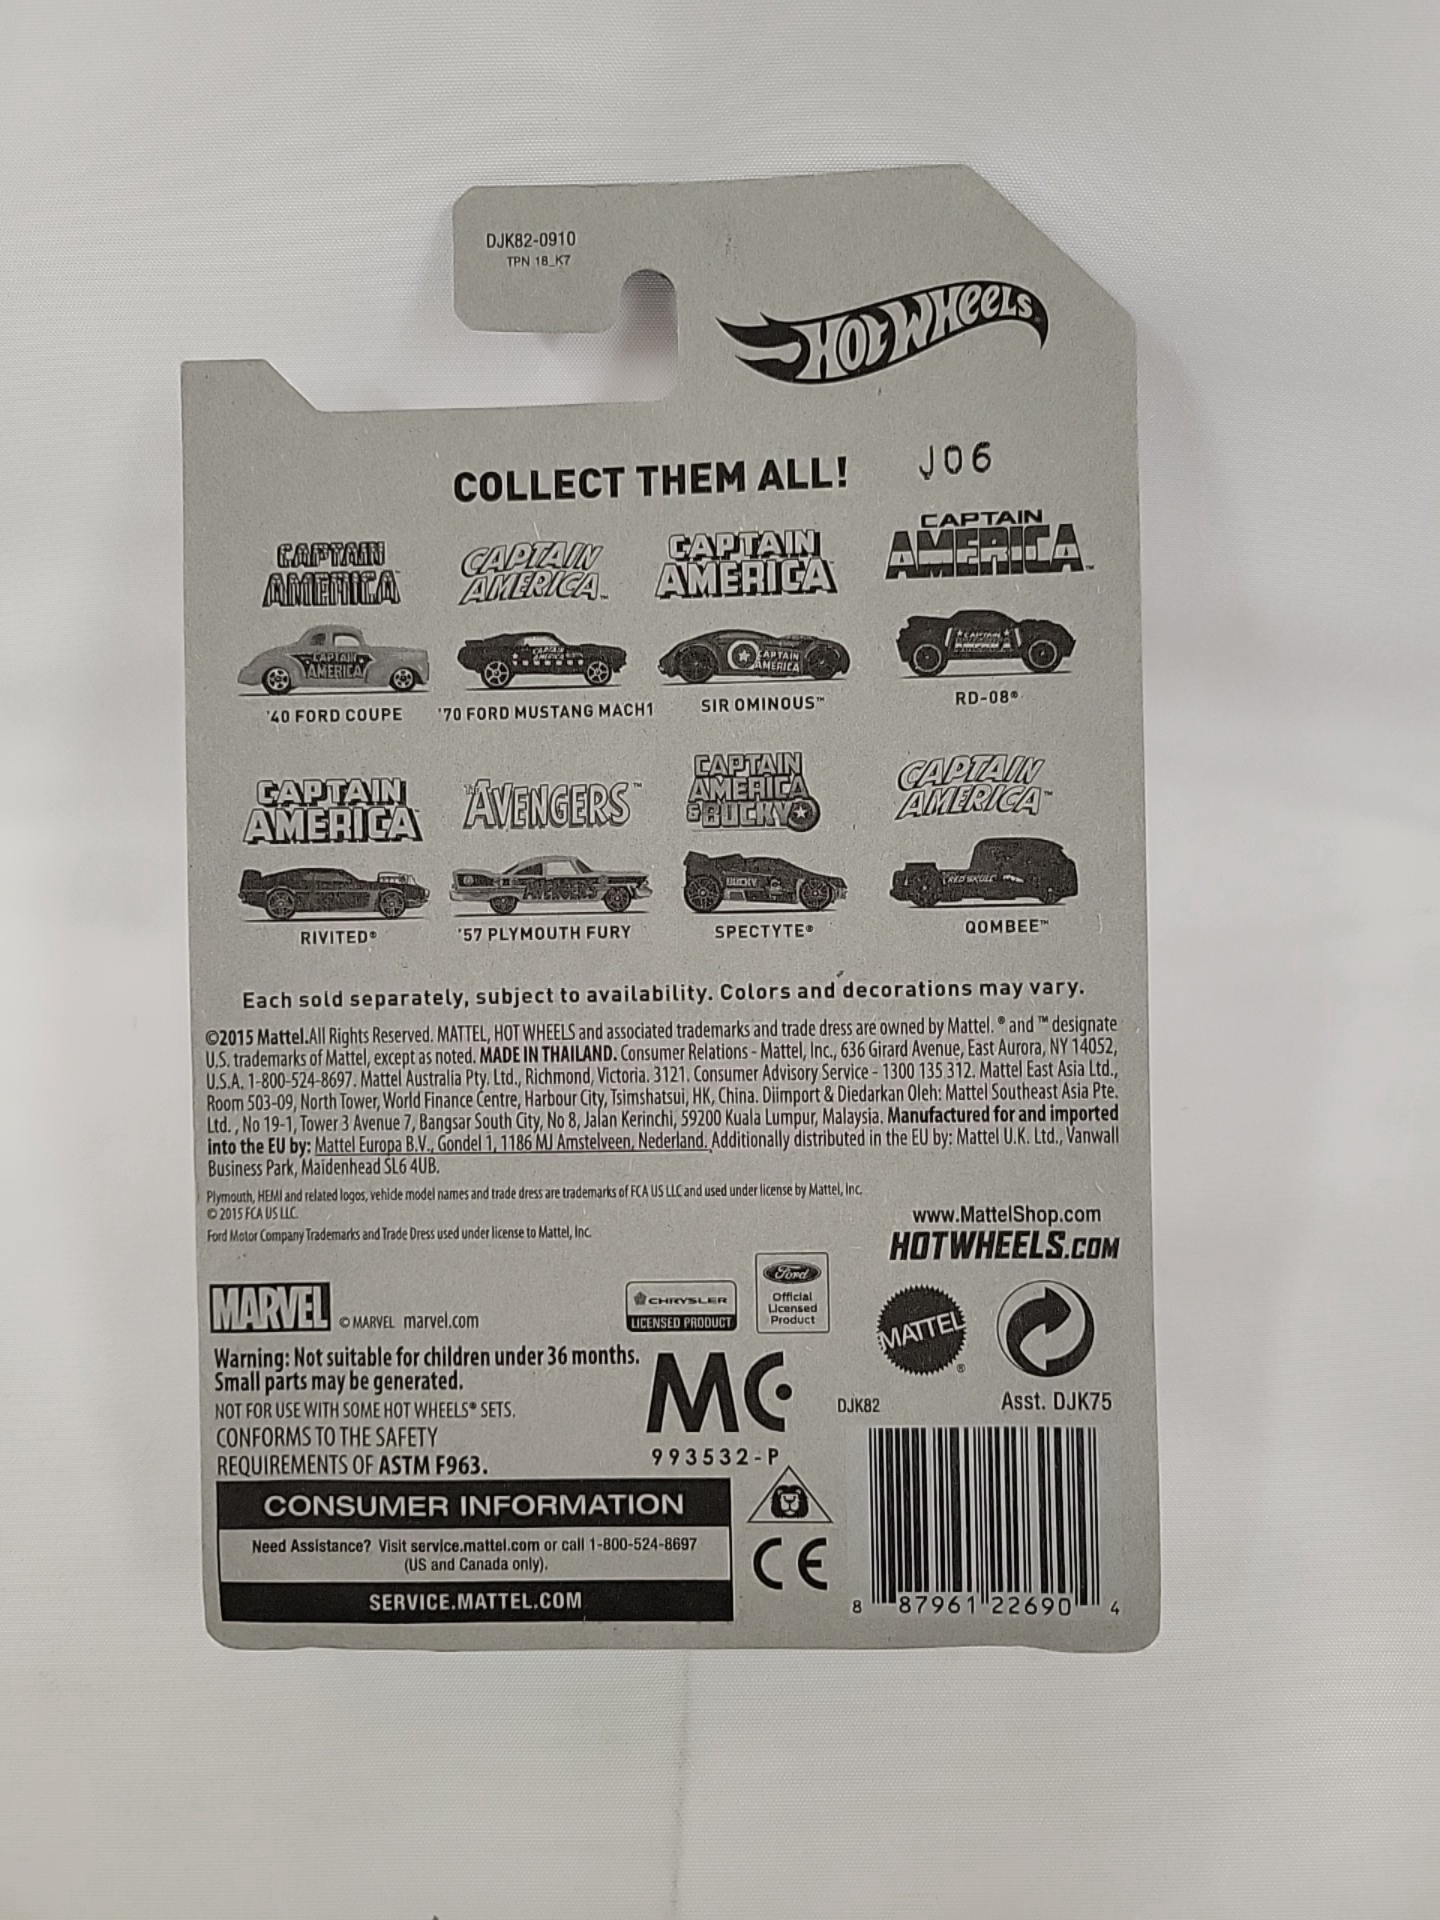 DJK82-0910
TPN 18_K7
HOT WHEELS
COLLECT THEM ALL!
J06
CAPTAIN AMERICA™
CAPTAIN AMERICA™
CAPTAIN AMERICA
CAPTAIN AMERICA™
CAPTAIN AMERICA
CAPTAIN AMERICA
CAPTAIN AMERICA
'40 FORD COUPE
'70 FORD MUSTANG MACH1
SIR OMINOUS™
RD-08®
CAPTAIN AMERICA
THE AVENGERS™
CAPTAIN AMERICA & BUCKY
CAPTAIN AMERICA™
AVENGERS
BUCKY
RED SKULL
RIVITED®
'57 PLYMOUTH FURY
SPECTYTE®
QOMBEE™
Each sold separately, subject to availability. Colors and decorations may vary.
©2015 Mattel.All Rights Reserved. MATTEL, HOT WHEELS and associated trademarks and trade dress are owned by Mattel. ® and ™ designate
U.S. trademarks of Mattel, except as noted. MADE IN THAILAND. Consumer Relations - Mattel, Inc., 636 Girard Avenue, East Aurora, NY 14052,
U.S.A. 1-800-524-8697. Mattel Australia Pty. Ltd., Richmond, Victoria. 3121. Consumer Advisory Service - 1300 135 312. Mattel East Asia Ltd.,
Room 503-09, North Tower, World Finance Centre, Harbour City, Tsimshatsui, HK, China. Diimport & Diedarkan Oleh: Mattel Southeast Asia Pte.
Ltd. , No 19-1, Tower 3 Avenue 7, Bangsar South City, No 8, Jalan Kerinchi, 59200 Kuala Lumpur, Malaysia. Manufactured for and imported
into the EU by: Mattel Europa B.V., Gondel 1, 1186 MJ Amstelveen, Nederland. Additionally distributed in the EU by: Mattel U.K. Ltd., Vanwall
Business Park, Maidenhead SL6 4UB.
Plymouth, HEMI and related logos, vehicle model names and trade dress are trademarks of FCA US LLC and used under license by Mattel, Inc.
© 2015 FCA US LLC.
Ford Motor Company Trademarks and Trade Dress used under license to Mattel, Inc.
www.MattelShop.com
HOTWHEELS.COM
MARVEL
© MARVEL marvel.com
CHRYSLER
LICENSED PRODUCT
Ford
Official
Licensed
Product
MATTEL®
Warning: Not suitable for children under 36 months.
Small parts may be generated.
NOT FOR USE WITH SOME HOT WHEELS® SETS.
CONFORMS TO THE SAFETY
REQUIREMENTS OF ASTM F963.
MC
993532-P
DJK82
Asst. DJK75
CONSUMER INFORMATION
Need Assistance? Visit service.mattel.com or call 1-800-524-8697
(US and Canada only).
SERVICE.MATTEL.COM
CE
8 87961 22690 4